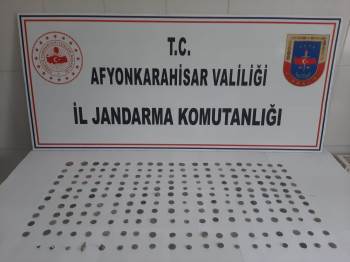 T.C.
AFYONKARAHİSAR VALİLİĞİ
İL JANDARMA KOMUTANLIĞI